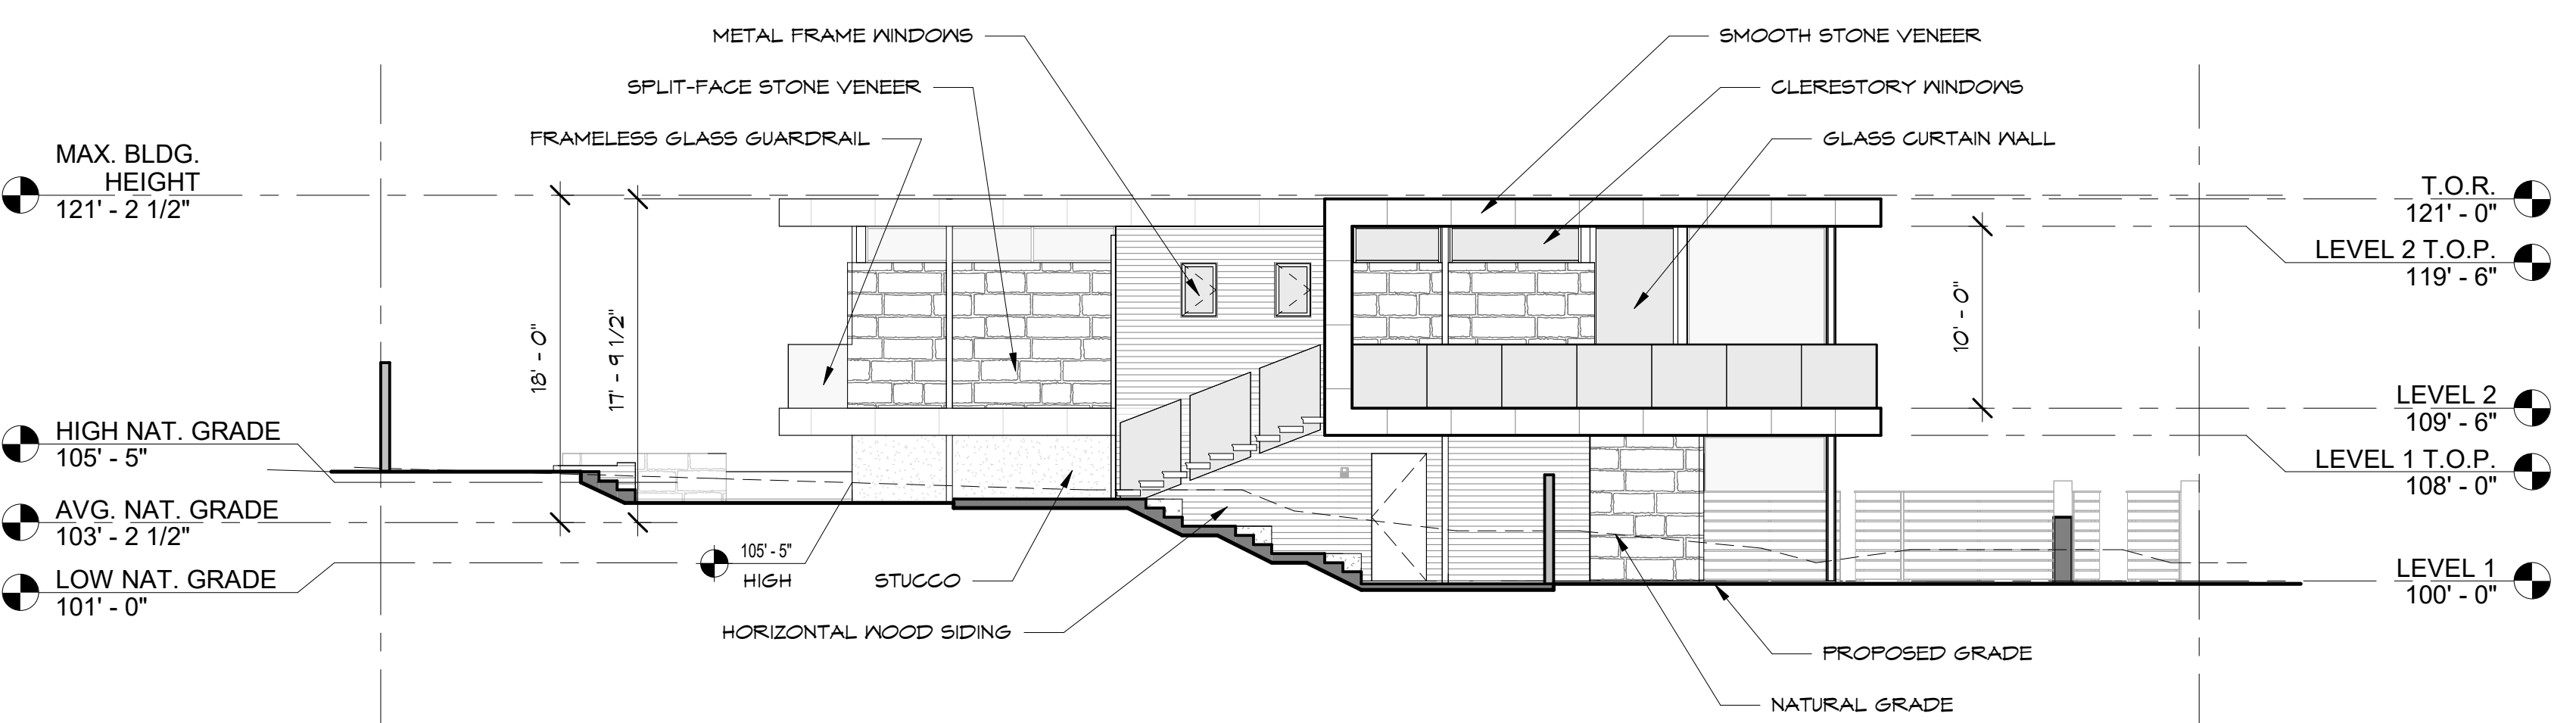 METAL FRAME WINDOWS
SPLIT-FACE STONE VENEER
FRAMELESS GLASS GUARDRAIL
SMOOTH STONE VENEER
CLERESTORY WINDOWS
GLASS CURTAIN WALL
MAX. BLDG.
HEIGHT
121' - 2 1/2"
T.O.R.
121' - 0"
LEVEL 2 T.O.P.
119' - 6"
18' - 0"
17' - 9 1/2"
10' - 0"
HIGH NAT. GRADE
105' - 5"
AVG. NAT. GRADE
103' - 2 1/2"
LOW NAT. GRADE
101' - 0"
LEVEL 2
109' - 6"
LEVEL 1 T.O.P.
108' - 0"
LEVEL 1
100' - 0"
105' - 5"
HIGH
STUCCO
HORIZONTAL WOOD SIDING
PROPOSED GRADE
NATURAL GRADE